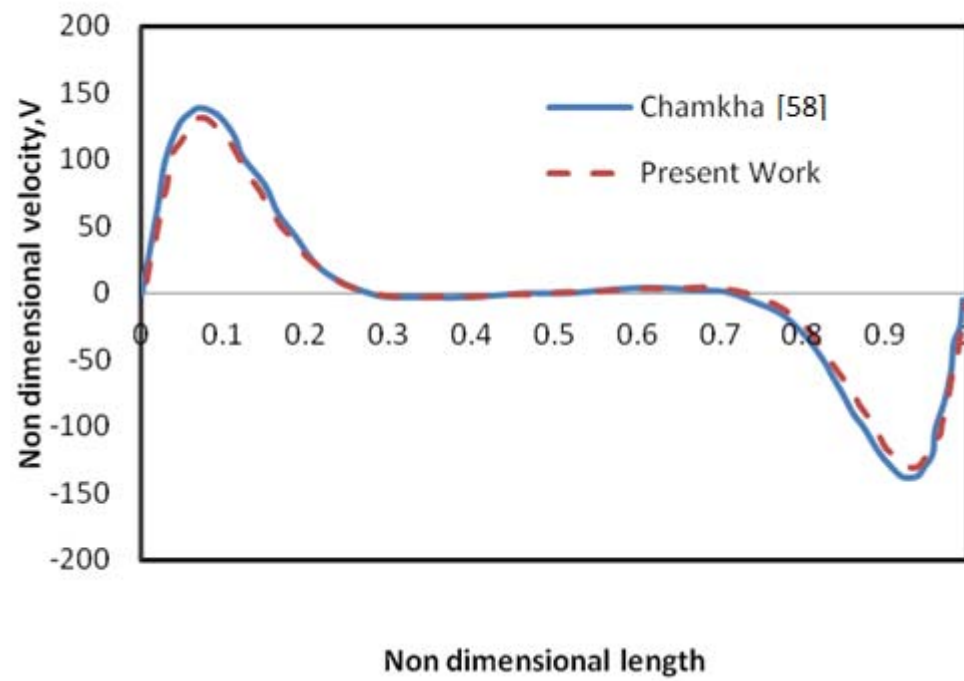 200
150
100
50
0
-50
-100
-150
-200
Non dimensional velocity,V
Chamkha [58]
Present Work
0 0.1 0.2 0.3 0.4 0.5 0.6 0.7 0.8 0.9
Non dimensional length